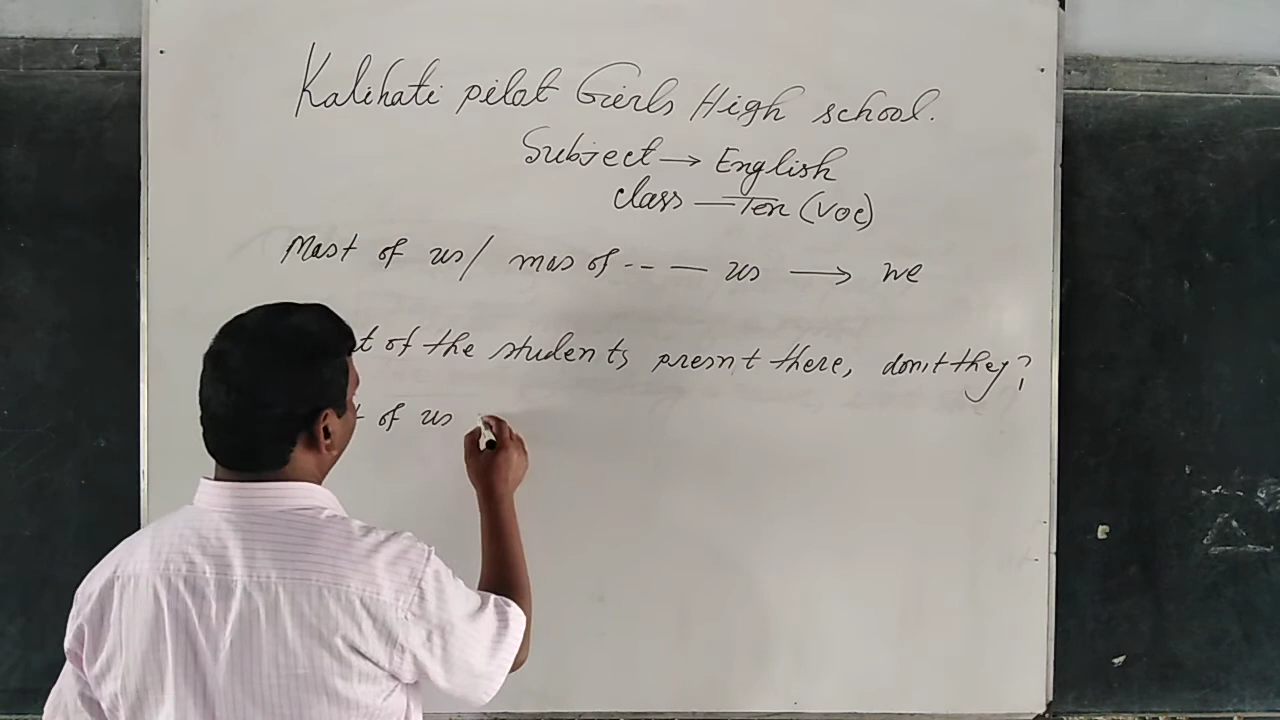 Kalihati pilot Girls High school.
Subject → English
class — Ten (Voc)
Most of us/ mos of -- — us → we
t of the students presnt there, don,t they?
t of us